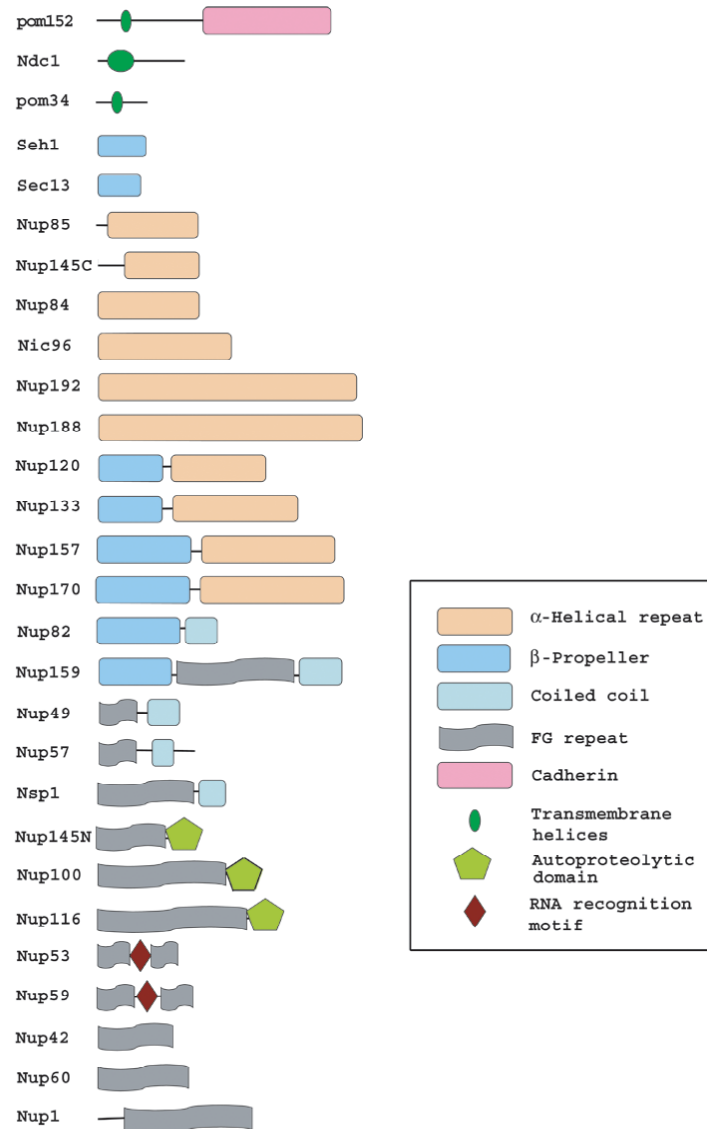 pom152
Ndc1
pom34
Seh1
Sec13
Nup85
Nup145C
Nup84
Nic96
Nup192
Nup188
Nup120
Nup133
Nup157
Nup170
Nup82
Nup159
Nup49
Nup57
Nsp1
Nup145N
Nup100
Nup116
Nup53
Nup59
Nup42
Nup60
Nup1
α-Helical repeat
β-Propeller
Coiled coil
FG repeat
Cadherin
Transmembrane
helices
Autoproteolytic
domain
RNA recognition
motif